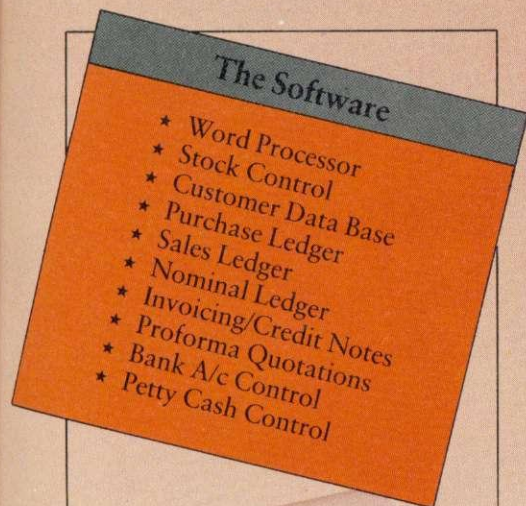 The Software
★ Word Processor
★ Stock Control
★ Customer Data Base
★ Purchase Ledger
★ Sales Ledger
★ Nominal Ledger
★ Invoicing/Credit Notes
★ Proforma Quotations
★ Bank A/c Control
★ Petty Cash Control